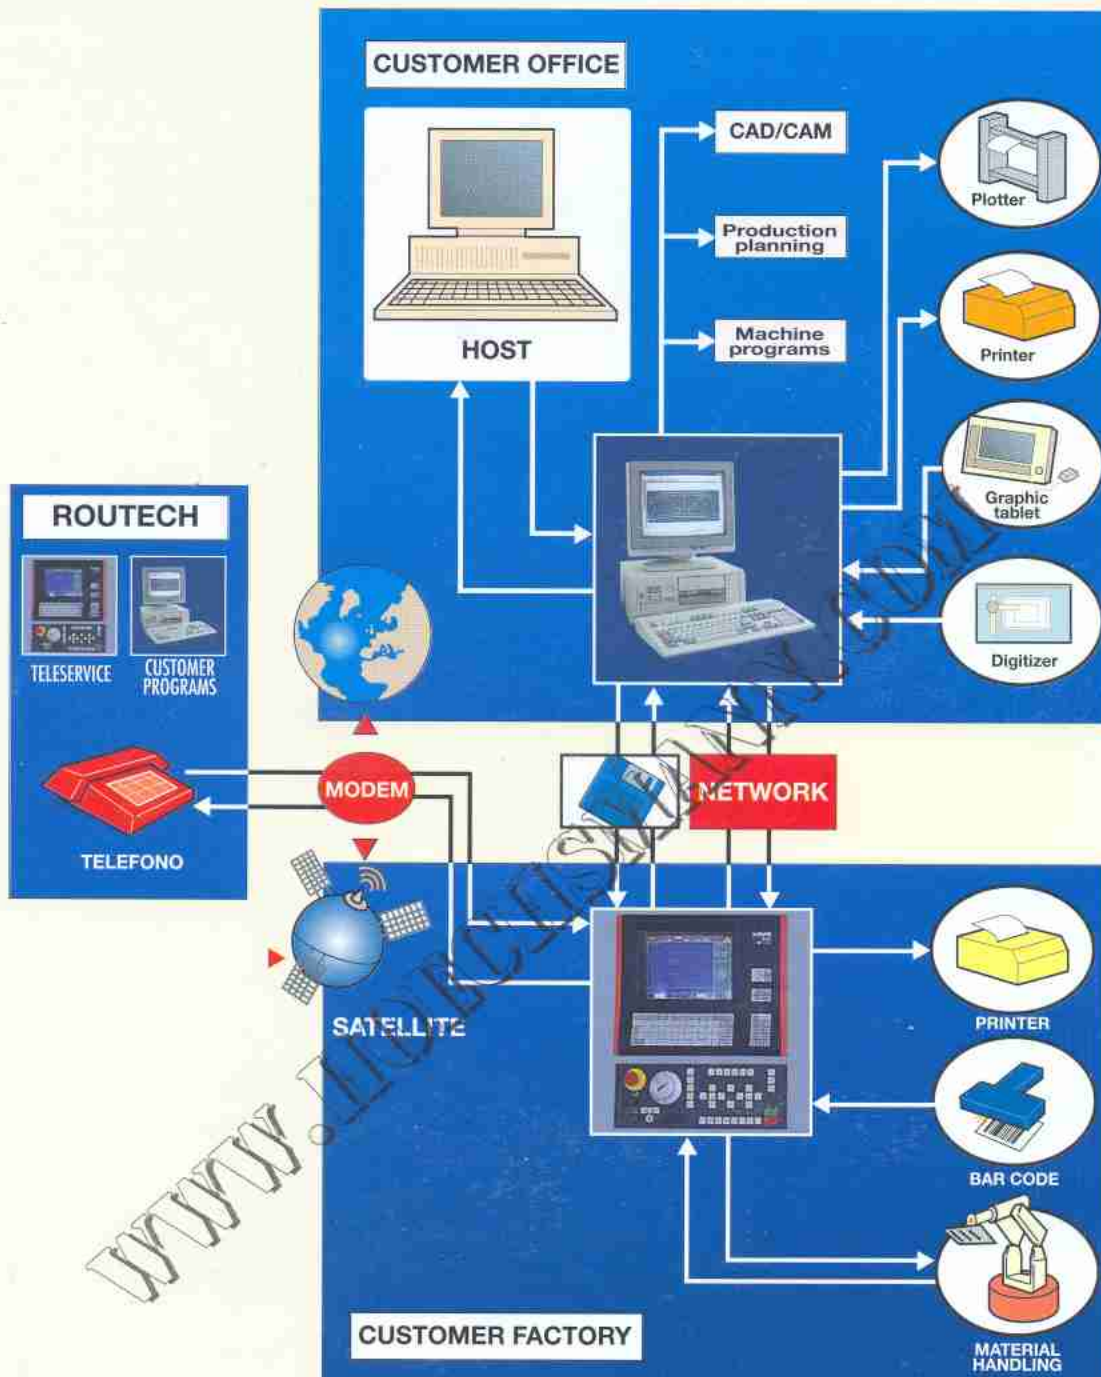 CUSTOMER OFFICE
HOST
CAD/CAM
Production
planning
Machine
programs
Plotter
Printer
Graphic
tablet
Digitizer
ROUTECH
TELESERVICE
CUSTOMER
PROGRAMS
TELEFONO
MODEM
NETWORK
SATELLITE
PRINTER
BAR CODE
MATERIAL
HANDLING
CUSTOMER FACTORY